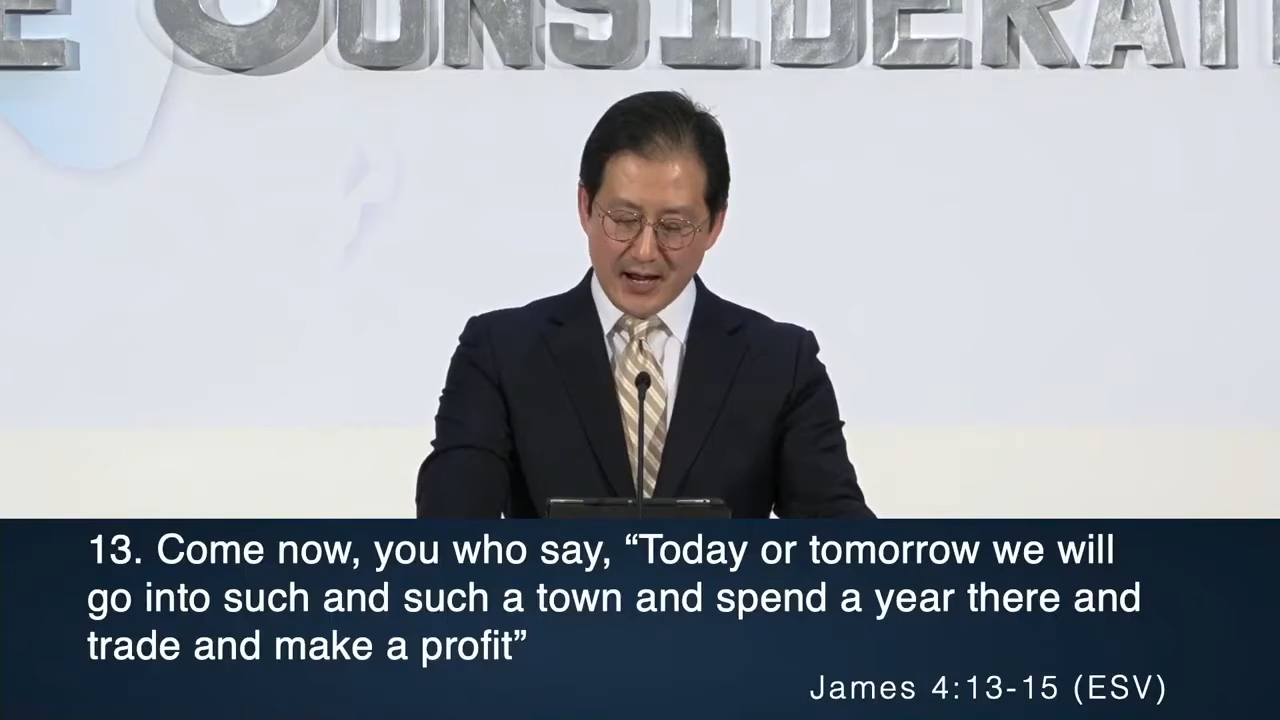 E CONSIDERATI
13. Come now, you who say, “Today or tomorrow we will
go into such and such a town and spend a year there and
trade and make a profit”
James 4:13-15 (ESV)